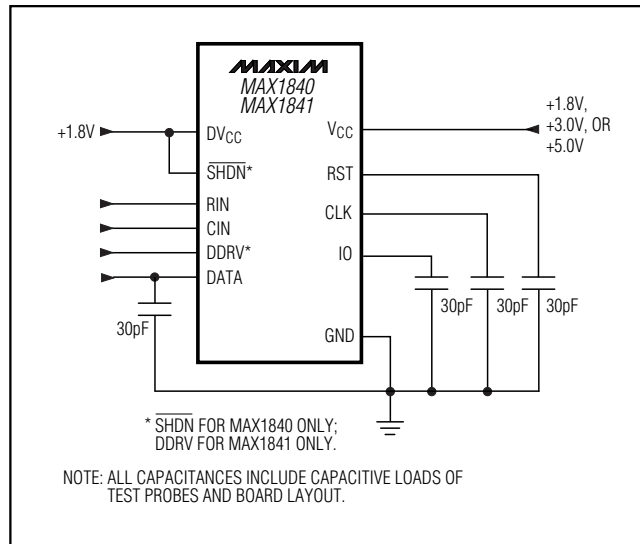 MAXIM
MAX1840
MAX1841
+1.8V
DVCC
SHDN*
RIN
CIN
DDRV*
DATA
30pF
VCC
RST
CLK
IO
GND
+1.8V,
+3.0V, OR
+5.0V
30pF
30pF
30pF
* SHDN FOR MAX1840 ONLY;
DDRV FOR MAX1841 ONLY.
NOTE: ALL CAPACITANCES INCLUDE CAPACITIVE LOADS OF
TEST PROBES AND BOARD LAYOUT.